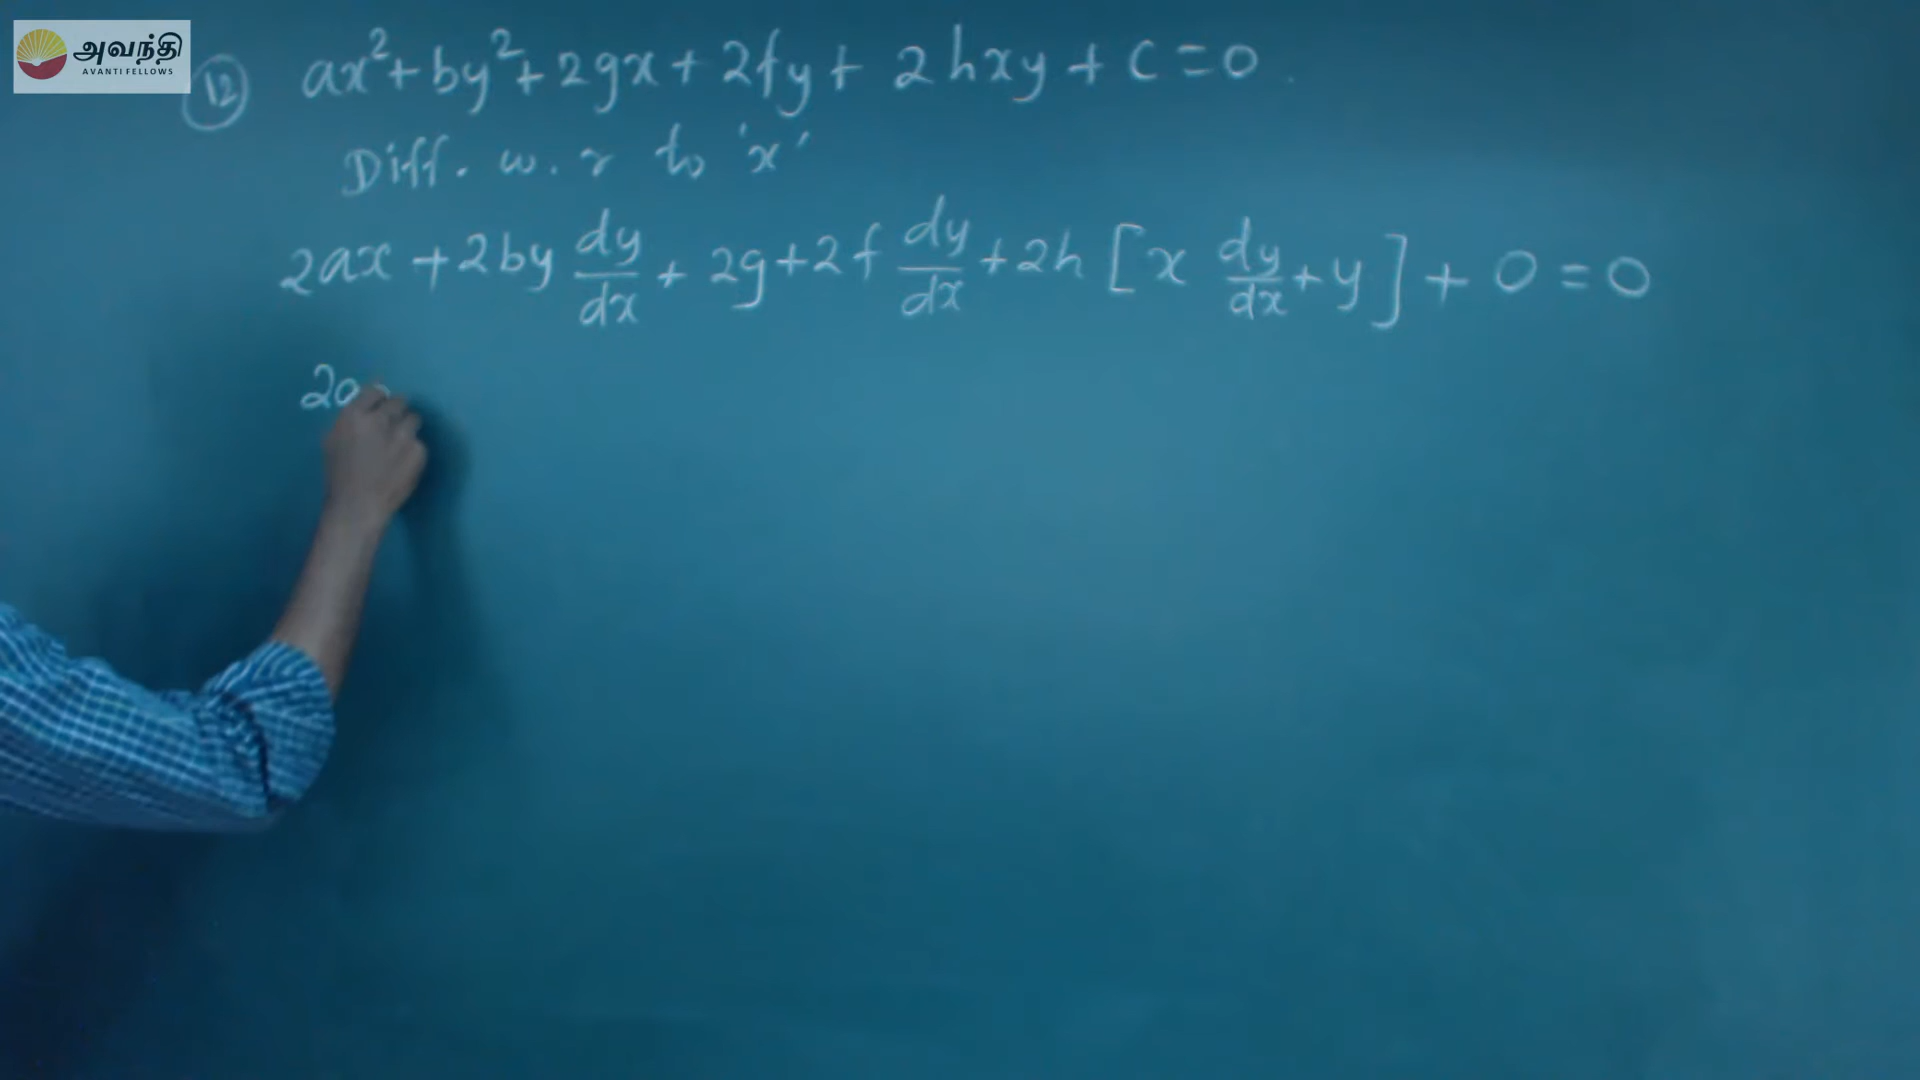 அவந்தி
AVANTI FELLOWS
12 ax²+by²+2gx+2fy+2hxy+c=0
Diff. w.r to 'x'
2ax+2by dy/dx+2g+2f dy/dx+2h[x dy/dx+y]+0=0
2a